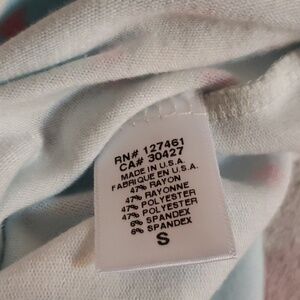 RN# 127461
CA# 30427
MADE IN U.S.A.
FABRIQUE EN U.S.A.
47% RAYON
47% RAYONNE
47% POLYESTER
47% POLYESTER
6% SPANDEX
6% SPANDEX
S